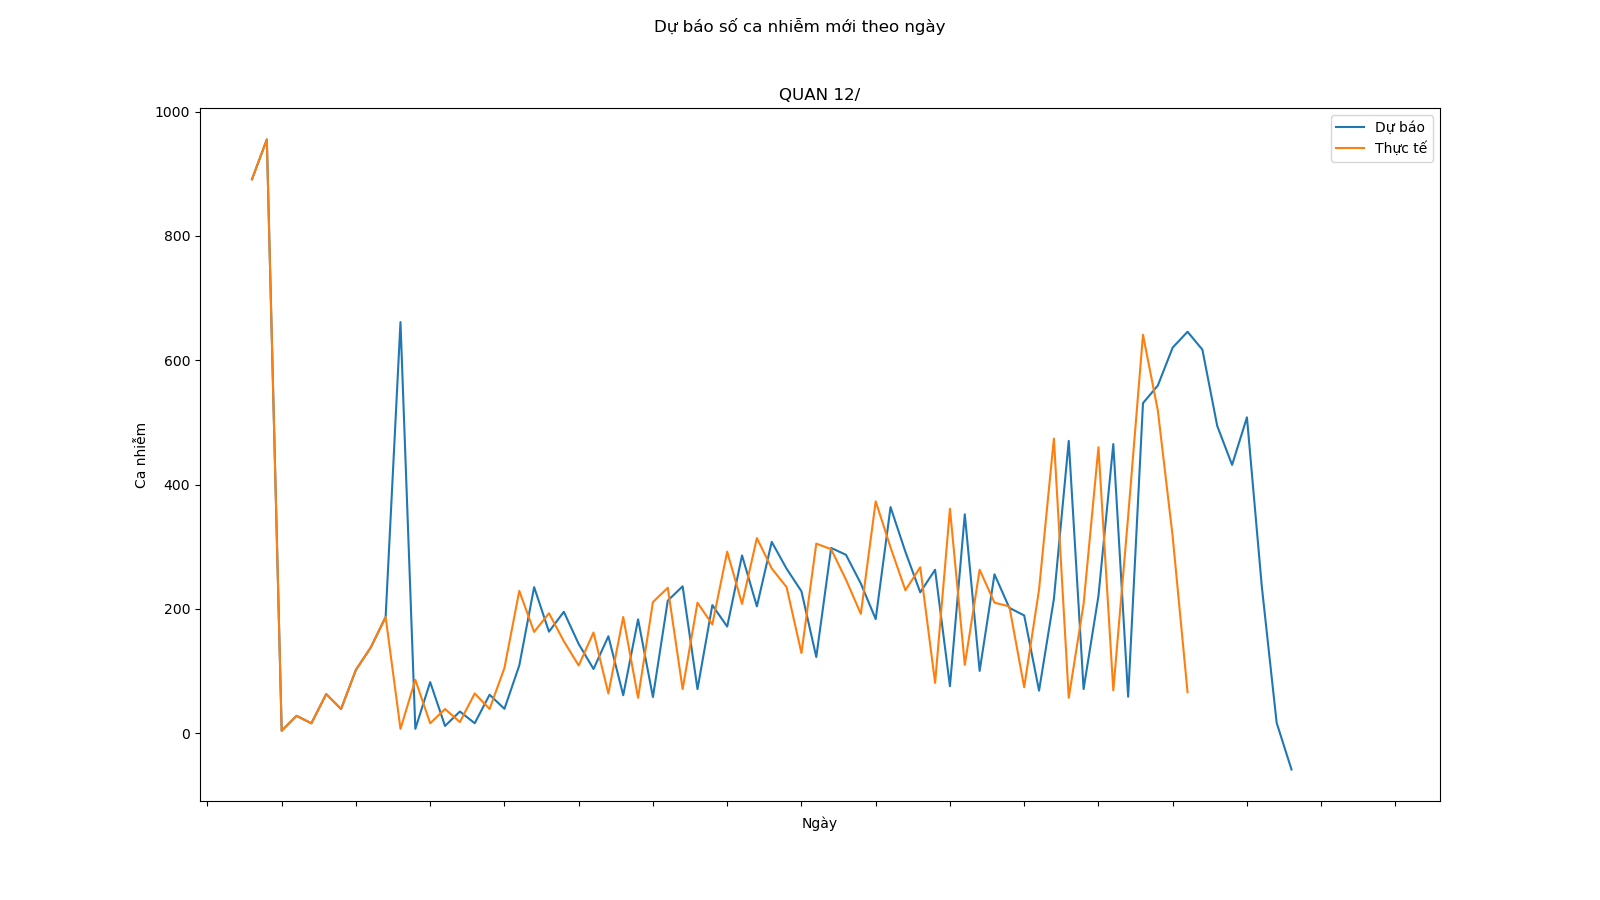 Dự báo số ca nhiễm mới theo ngày
QUAN 12/
1000
800
600
400
200
0
Ca nhiễm
Dự báo
Thực tế
Ngày